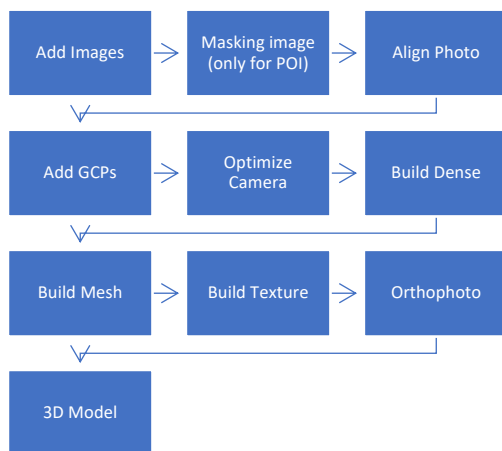 Add Images
Masking image
(only for POI)
Align Photo
Add GCPs
Optimize
Camera
Build Dense
Build Mesh
Build Texture
Orthophoto
3D Model